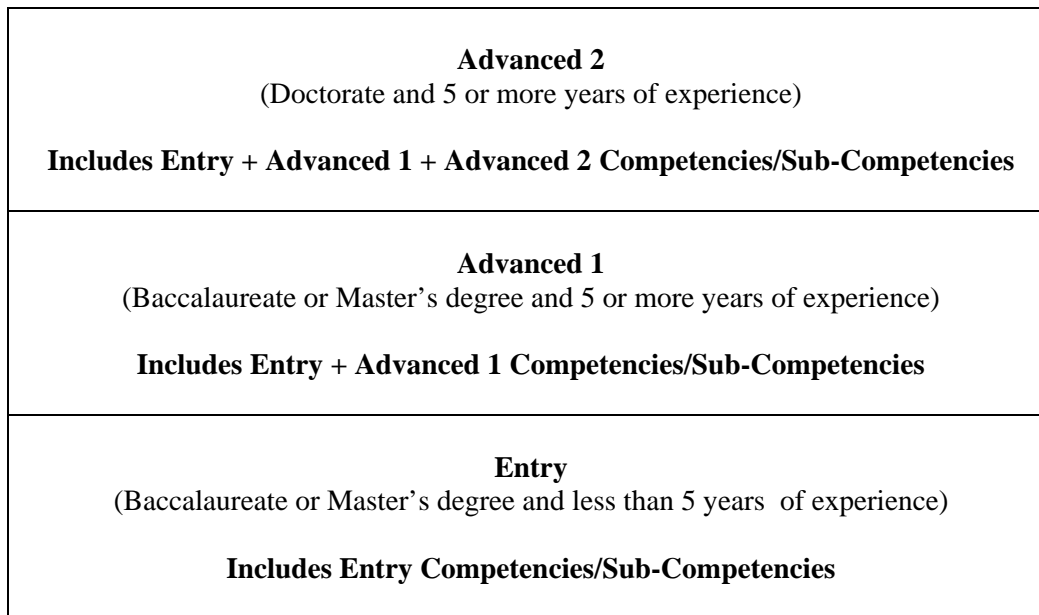 Advanced 2
(Doctorate and 5 or more years of experience)
Includes Entry + Advanced 1 + Advanced 2 Competencies/Sub-Competencies
Advanced 1
(Baccalaureate or Master’s degree and 5 or more years of experience)
Includes Entry + Advanced 1 Competencies/Sub-Competencies
Entry
(Baccalaureate or Master’s degree and less than 5 years  of experience)
Includes Entry Competencies/Sub-Competencies